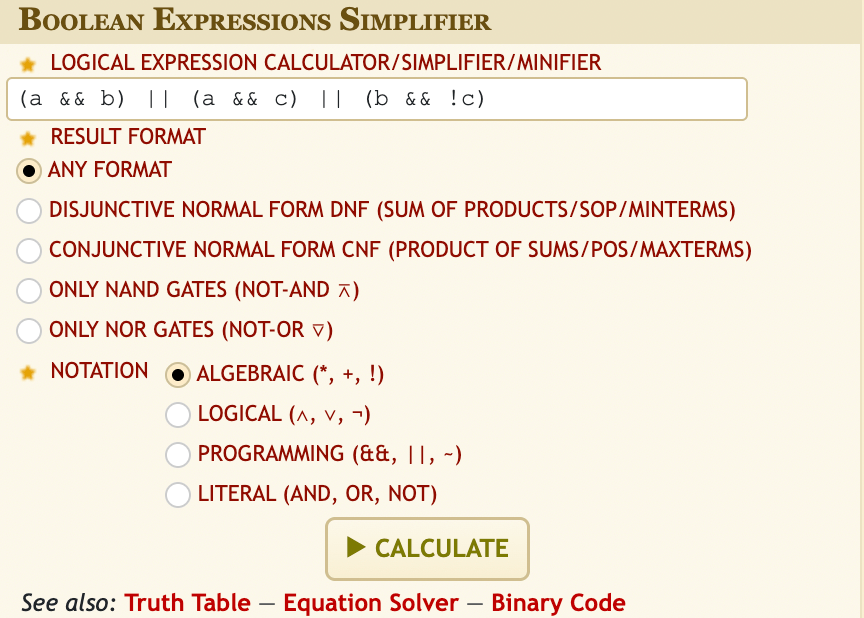 Boolean Expressions Simplifier
LOGICAL EXPRESSION CALCULATOR/SIMPLIFIER/MINIFIER
(a && b) || (a && c) || (b && !c)
RESULT FORMAT
ANY FORMAT
DISJUNCTIVE NORMAL FORM DNF (SUM OF PRODUCTS/SOP/MINTERMS)
CONJUNCTIVE NORMAL FORM CNF (PRODUCT OF SUMS/POS/MAXTERMS)
ONLY NAND GATES (NOT-AND ⊼)
ONLY NOR GATES (NOT-OR ⊽)
NOTATION
ALGEBRAIC (*, +, !)
LOGICAL (∧, ∨, ¬)
PROGRAMMING (&&, ||, ~)
LITERAL (AND, OR, NOT)
▶ CALCULATE
See also: Truth Table — Equation Solver — Binary Code